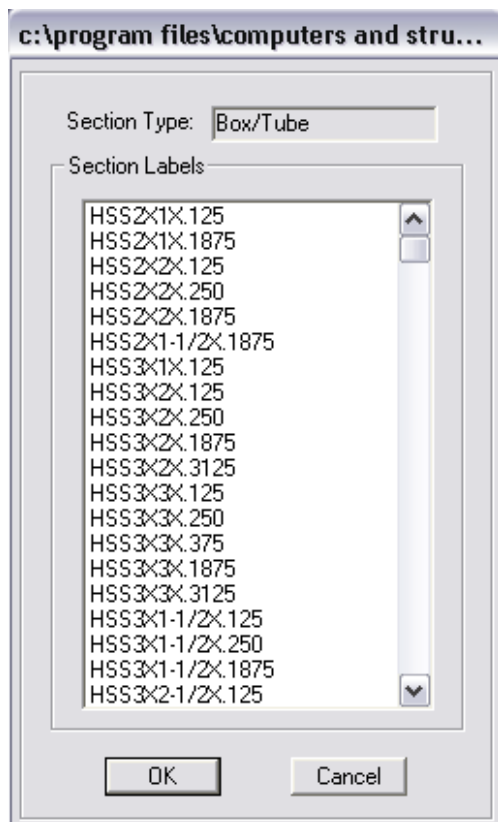 c:\program files\computers and stru...
Section Type: Box/Tube
Section Labels
HSS2X1X.125
HSS2X1X.1875
HSS2X2X.125
HSS2X2X.250
HSS2X2X.1875
HSS2X1-1/2X.1875
HSS3X1X.125
HSS3X2X.125
HSS3X2X.250
HSS3X2X.1875
HSS3X2X.3125
HSS3X3X.125
HSS3X3X.250
HSS3X3X.375
HSS3X3X.1875
HSS3X3X.3125
HSS3X1-1/2X.125
HSS3X1-1/2X.250
HSS3X1-1/2X.1875
HSS3X2-1/2X.125
OK Cancel